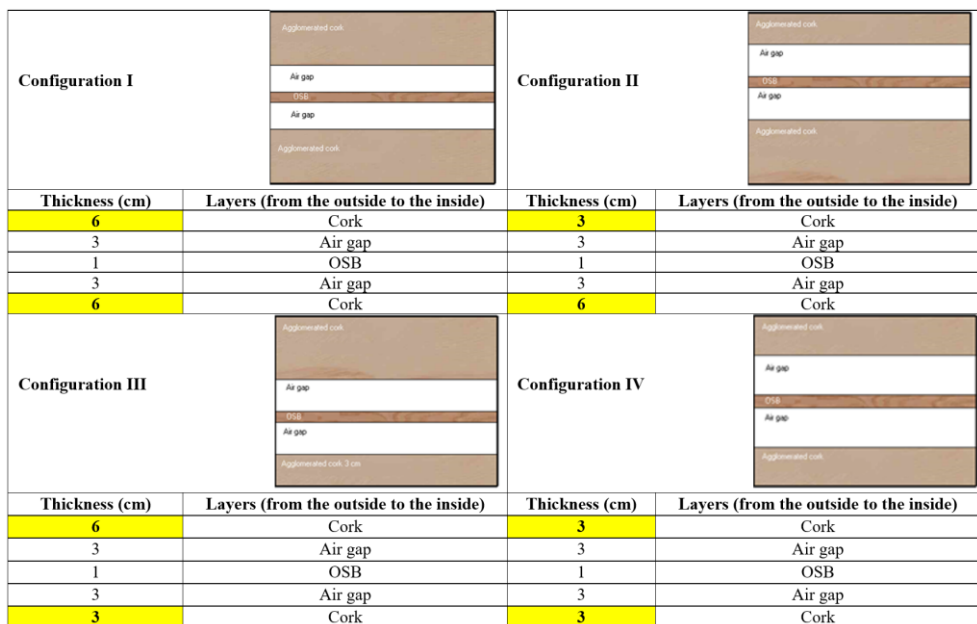 Configuration I
Agglomerated cork
Air gap
OSB
Air gap
Agglomerated cork
Configuration II
Agglomerated cork
Air gap
OSB
Air gap
Agglomerated cork
Thickness (cm) Layers (from the outside to the inside) Thickness (cm) Layers (from the outside to the inside)
6 Cork 3 Cork
3 Air gap 3 Air gap
1 OSB 1 OSB
3 Air gap 3 Air gap
6 Cork 6 Cork
Configuration III
Agglomerated cork
Air gap
OSB
Air gap
Agglomerated cork 3 cm
Configuration IV
Agglomerated cork
Air gap
OSB
Air gap
Agglomerated cork
Thickness (cm) Layers (from the outside to the inside) Thickness (cm) Layers (from the outside to the inside)
6 Cork 3 Cork
3 Air gap 3 Air gap
1 OSB 1 OSB
3 Air gap 3 Air gap
3 Cork 3 Cork